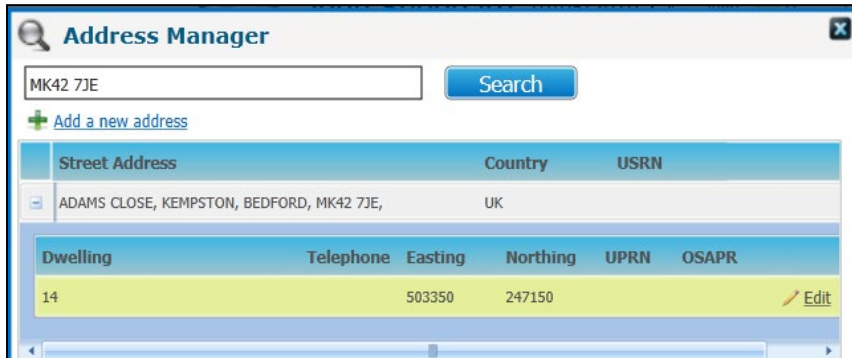 Address Manager
MK42 7JE
Search
Add a new address
Street Address Country USRN
ADAMS CLOSE, KEMPSTON, BEDFORD, MK42 7JE, UK
Dwelling Telephone Easting Northing UPRN OSAPR
14 503350 247150 Edit